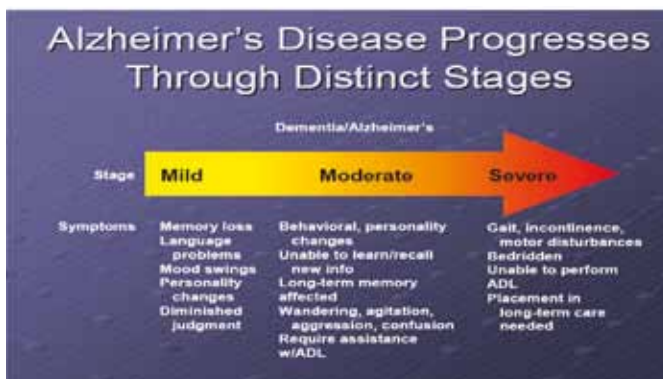 Alzheimer's Disease Progresses
Through Distinct Stages
Dementia/Alzheimer's
Stage
Mild
Moderate
Severe
Symptoms
Memory loss
Language
problems
Mood swings
Personality
changes
Diminished
judgment
Behavioral, personality
changes
Unable to learn/recall
new info
Long-term memory
affected
Wandering, agitation,
aggression, confusion
Require assistance
w/ADL
Gait, incontinence,
motor disturbances
Bedridden
Unable to perform
ADL
Placement in
long-term care
needed